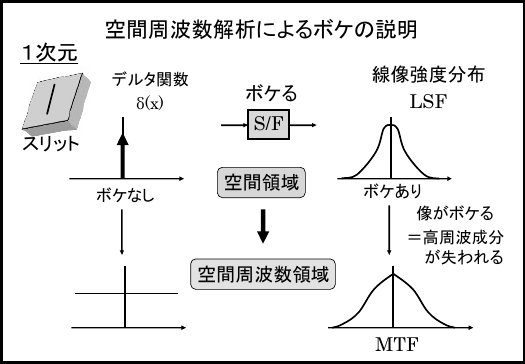 空間周波数解析によるボケの説明
1次元
スリット
デルタ関数
δ(x)
ボケる
S/F
線像強度分布
LSF
ボケなし
空間領域
ボケあり
像がボケる
=高周波成分
が失われる
空間周波数領域
MTF